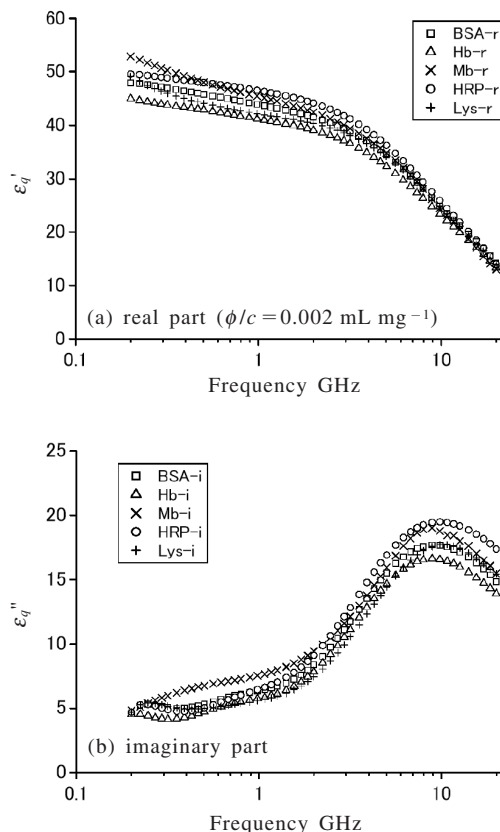 60
50
40
30
20
10
0
εq'
BSA-r
Hb-r
Mb-r
HRP-r
Lys-r
(a) real part (ϕ/c = 0.002 mL mg⁻¹)
0.1
1
10
Frequency GHz
25
20
15
10
5
0
εq"
BSA-i
Hb-i
Mb-i
HRP-i
Lys-i
(b) imaginary part
0.1
1
10
Frequency GHz